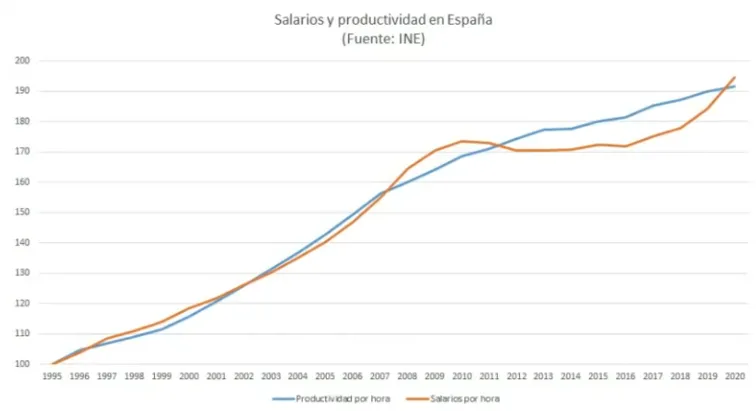 Salarios y productividad en España
(Fuente: INE)
200
190
180
170
160
150
140
130
120
110
100
1995 1996 1997 1998 1999 2000 2001 2002 2003 2004 2005 2006 2007 2008 2009 2010 2011 2012 2013 2014 2015 2016 2017 2018 2019 2020
Productividad por hora Salarios por hora